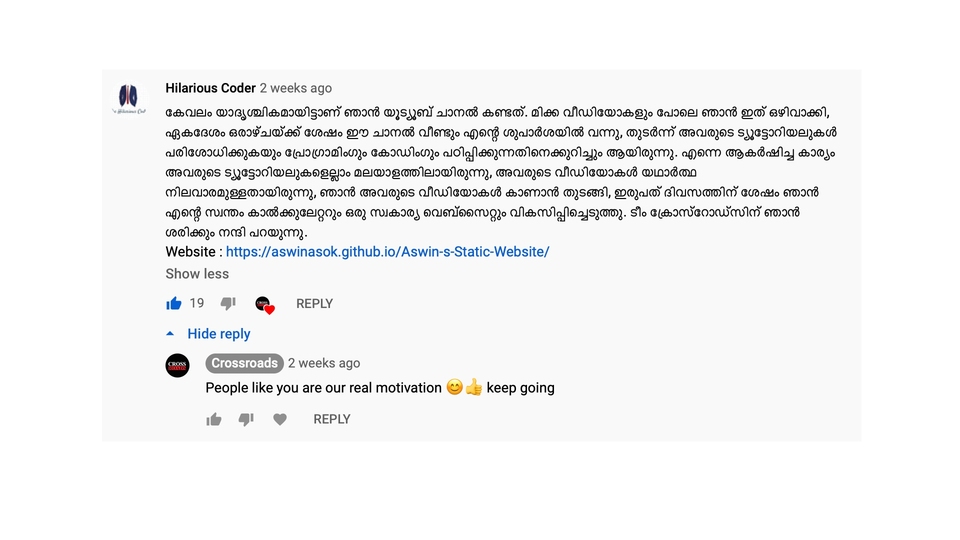 Hilarious Coder 2 weeks ago
കേവലം യാദൃശ്ചികമായിട്ടാണ് ഞാൻ യൂട്യൂബ് ചാനൽ കണ്ടത്. മിക്ക വീഡിയോകളും പോലെ ഞാൻ ഇത് ഒഴിവാക്കി,
ഏകദേശം ഒരാഴ്ചയ്ക്ക് ശേഷം ഈ ചാനൽ വീണ്ടും എന്റെ ശുപാർശയിൽ വന്നു, തുടർന്ന് അവരുടെ ട്യൂട്ടോറിയലുകൾ
പരിശോധിക്കുകയും പ്രോഗ്രാമിംഗും കോഡിംഗും പഠിപ്പിക്കുന്നതിനെക്കുറിച്ചും ആയിരുന്നു. എന്നെ ആകർഷിച്ച കാര്യം
അവരുടെ ട്യൂട്ടോറിയലുകളെല്ലാം മലയാളത്തിലായിരുന്നു, അവരുടെ വീഡിയോകൾ യഥാർത്ഥ
നിലവാരമുള്ളതായിരുന്നു, ഞാൻ അവരുടെ വീഡിയോകൾ കാണാൻ തുടങ്ങി, ഇരുപത് ദിവസത്തിന് ശേഷം ഞാൻ
എന്റെ സ്വന്തം കാൽക്കുലേറ്ററും ഒരു സ്വകാര്യ വെബ്സൈറ്റും വികസിപ്പിച്ചെടുത്തു. ടീം ക്രോസ്റോഡ്സിന് ഞാൻ
ശരിക്കും നന്ദി പറയുന്നു.
Website : https://aswinasok.github.io/Aswin-s-Static-Website/
Show less
19 REPLY
Hide reply
Crossroads 2 weeks ago
People like you are our real motivation 😊👍 keep going
REPLY